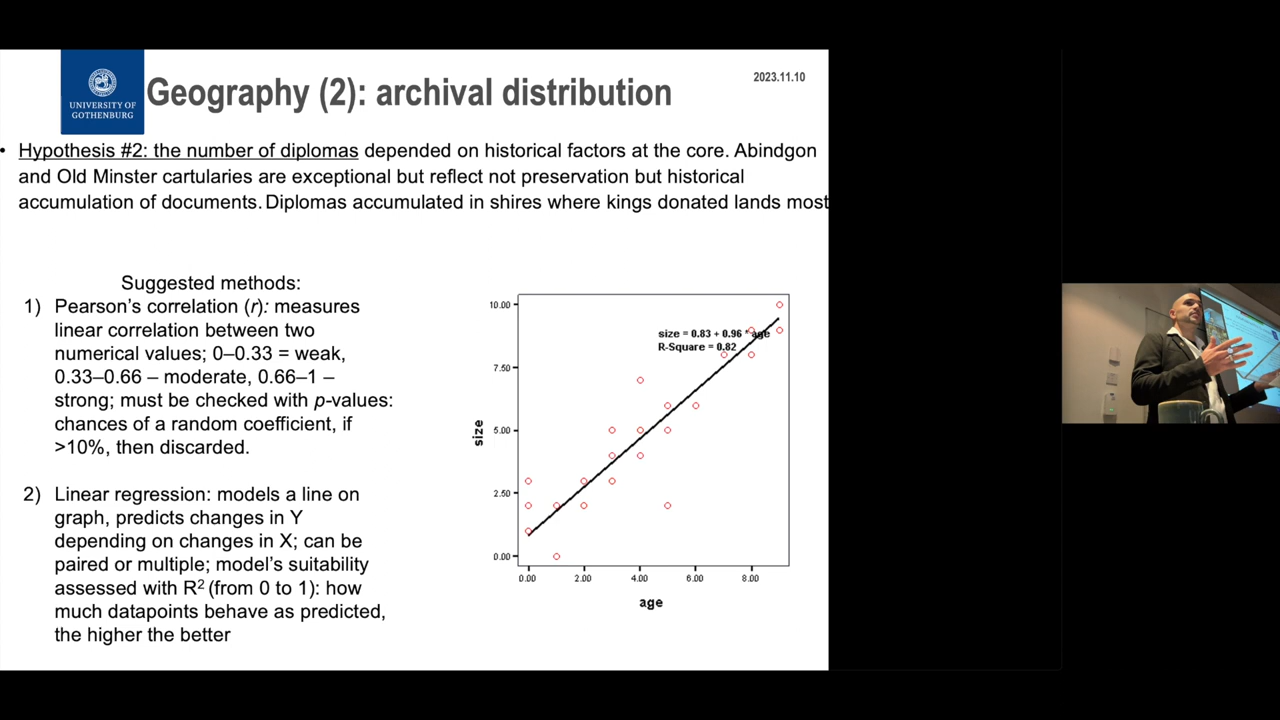 UNIVERSITY OF
GOTHENBURG
Geography (2): archival distribution
2023.11.10
• Hypothesis #2: the number of diplomas depended on historical factors at the core. Abindgon
and Old Minster cartularies are exceptional but reflect not preservation but historical
accumulation of documents. Diplomas accumulated in shires where kings donated lands most
Suggested methods:
1) Pearson's correlation (r): measures
linear correlation between two
numerical values; 0–0.33 = weak,
0.33–0.66 – moderate, 0.66–1 –
strong; must be checked with p-values:
chances of a random coefficient, if
>10%, then discarded.
2) Linear regression: models a line on
graph, predicts changes in Y
depending on changes in X; can be
paired or multiple; model's suitability
assessed with R² (from 0 to 1): how
much datapoints behave as predicted,
the higher the better
size = 0.83 + 0.96 * age
R-Square = 0.82
10.00
7.50
5.00
2.50
0.00
size
0.00 2.00 4.00 6.00 8.00
age